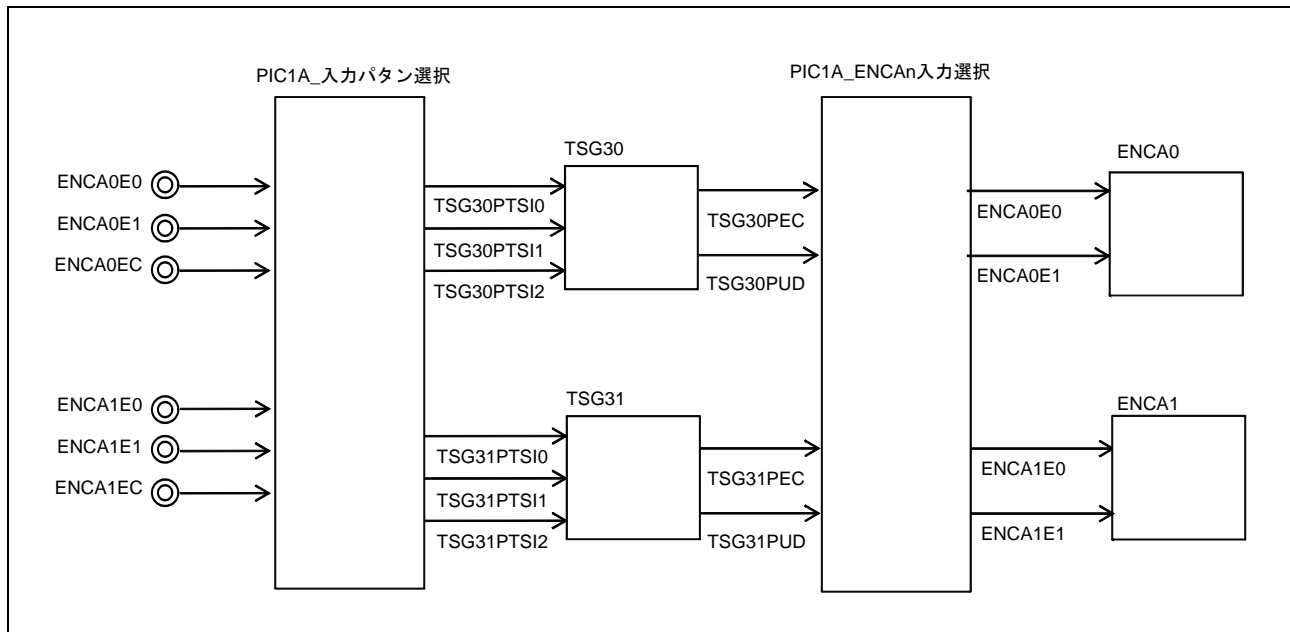 PIC1A_入力パタン選択
PIC1A_ENCAn入力選択
TSG30
ENCA0
ENCA0E0
ENCA0E1
ENCA0EC
TSG30PTSI0
TSG30PTSI1
TSG30PTSI2
TSG30PEC
TSG30PUD
ENCA0E0
ENCA0E1
TSG31
ENCA1
ENCA1E0
ENCA1E1
ENCA1EC
TSG31PTSI0
TSG31PTSI1
TSG31PTSI2
TSG31PEC
TSG31PUD
ENCA1E0
ENCA1E1